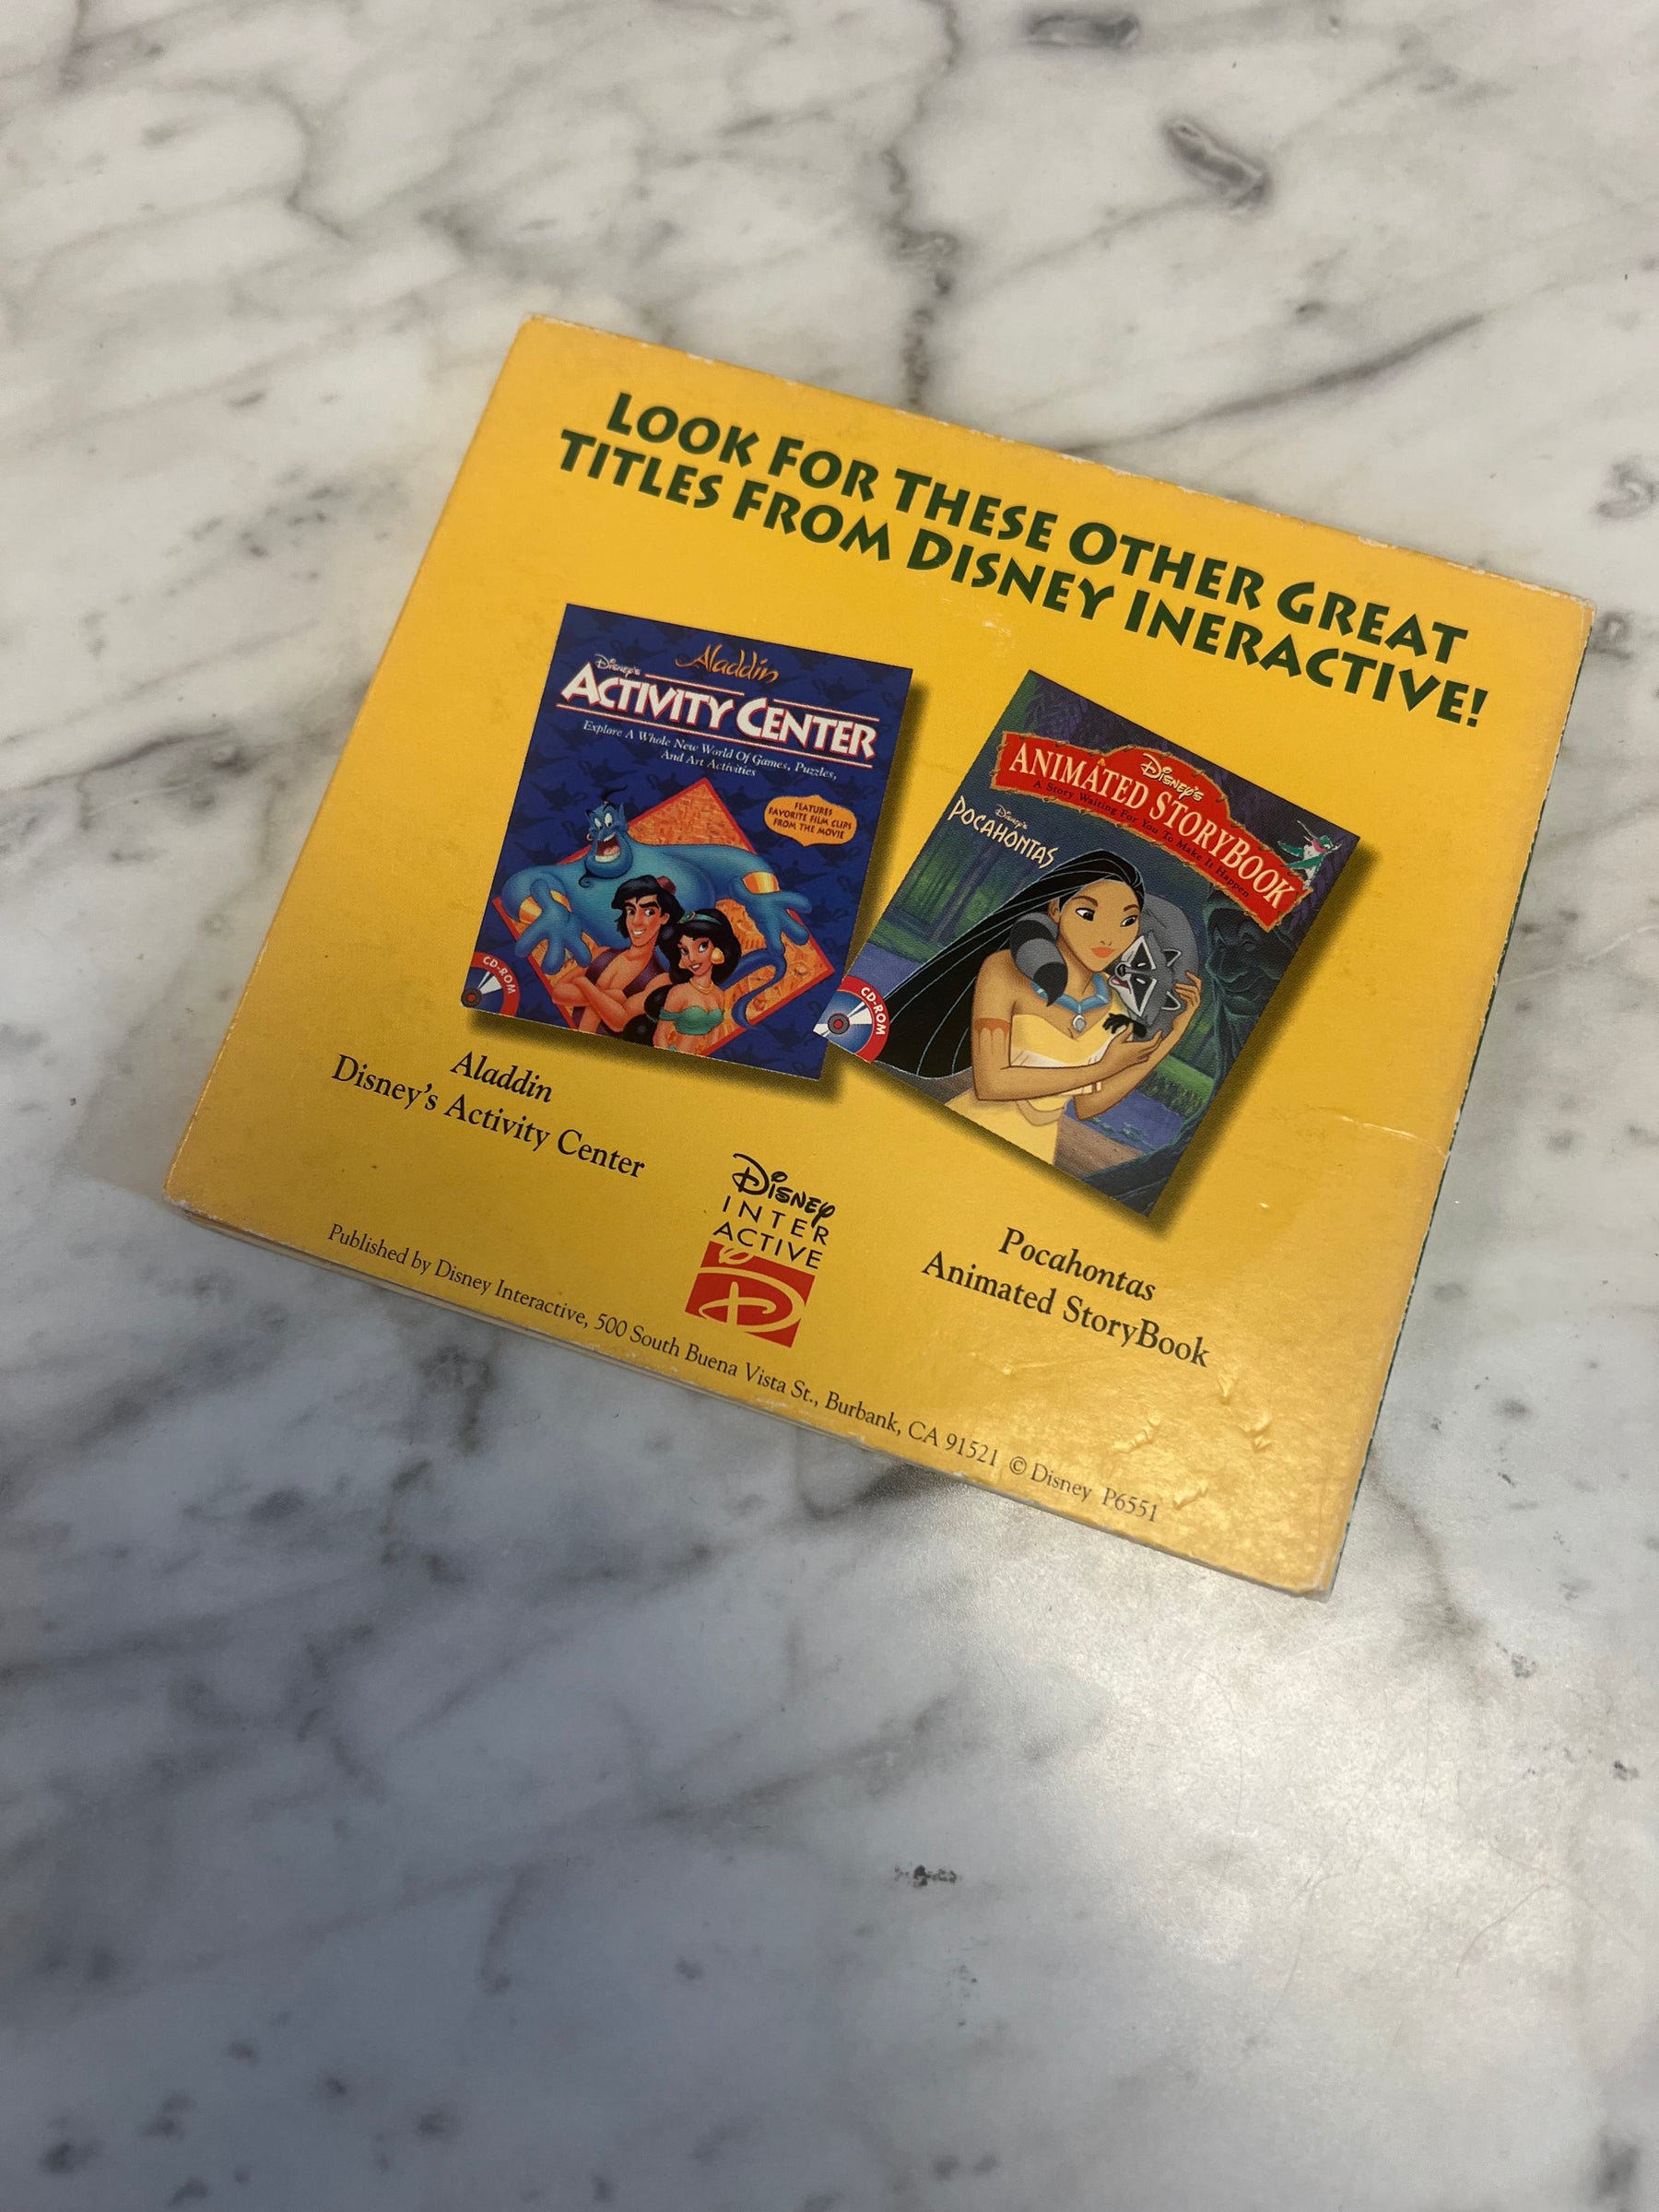 LOOK FOR THESE OTHER GREAT
TITLES FROM DISNEY INERACTIVE!
Aladdin
Disney's
ACTIVITY CENTER
Explore A Whole New World Of Games, Puzzles,
And Art Activities
FEATURES
FAVORITE FILM CLIPS
FROM THE MOVIE
CD-ROM
Disney's
ANIMATED STORYBOOK
A Story Waiting For You To Make It Happen
Disney's
POCAHONTAS
CD-ROM
Aladdin
Disney's Activity Center
Pocahontas
Animated StoryBook
Disney
INTER
ACTIVE
D
Published by Disney Interactive, 500 South Buena Vista St., Burbank, CA 91521 © Disney P6551